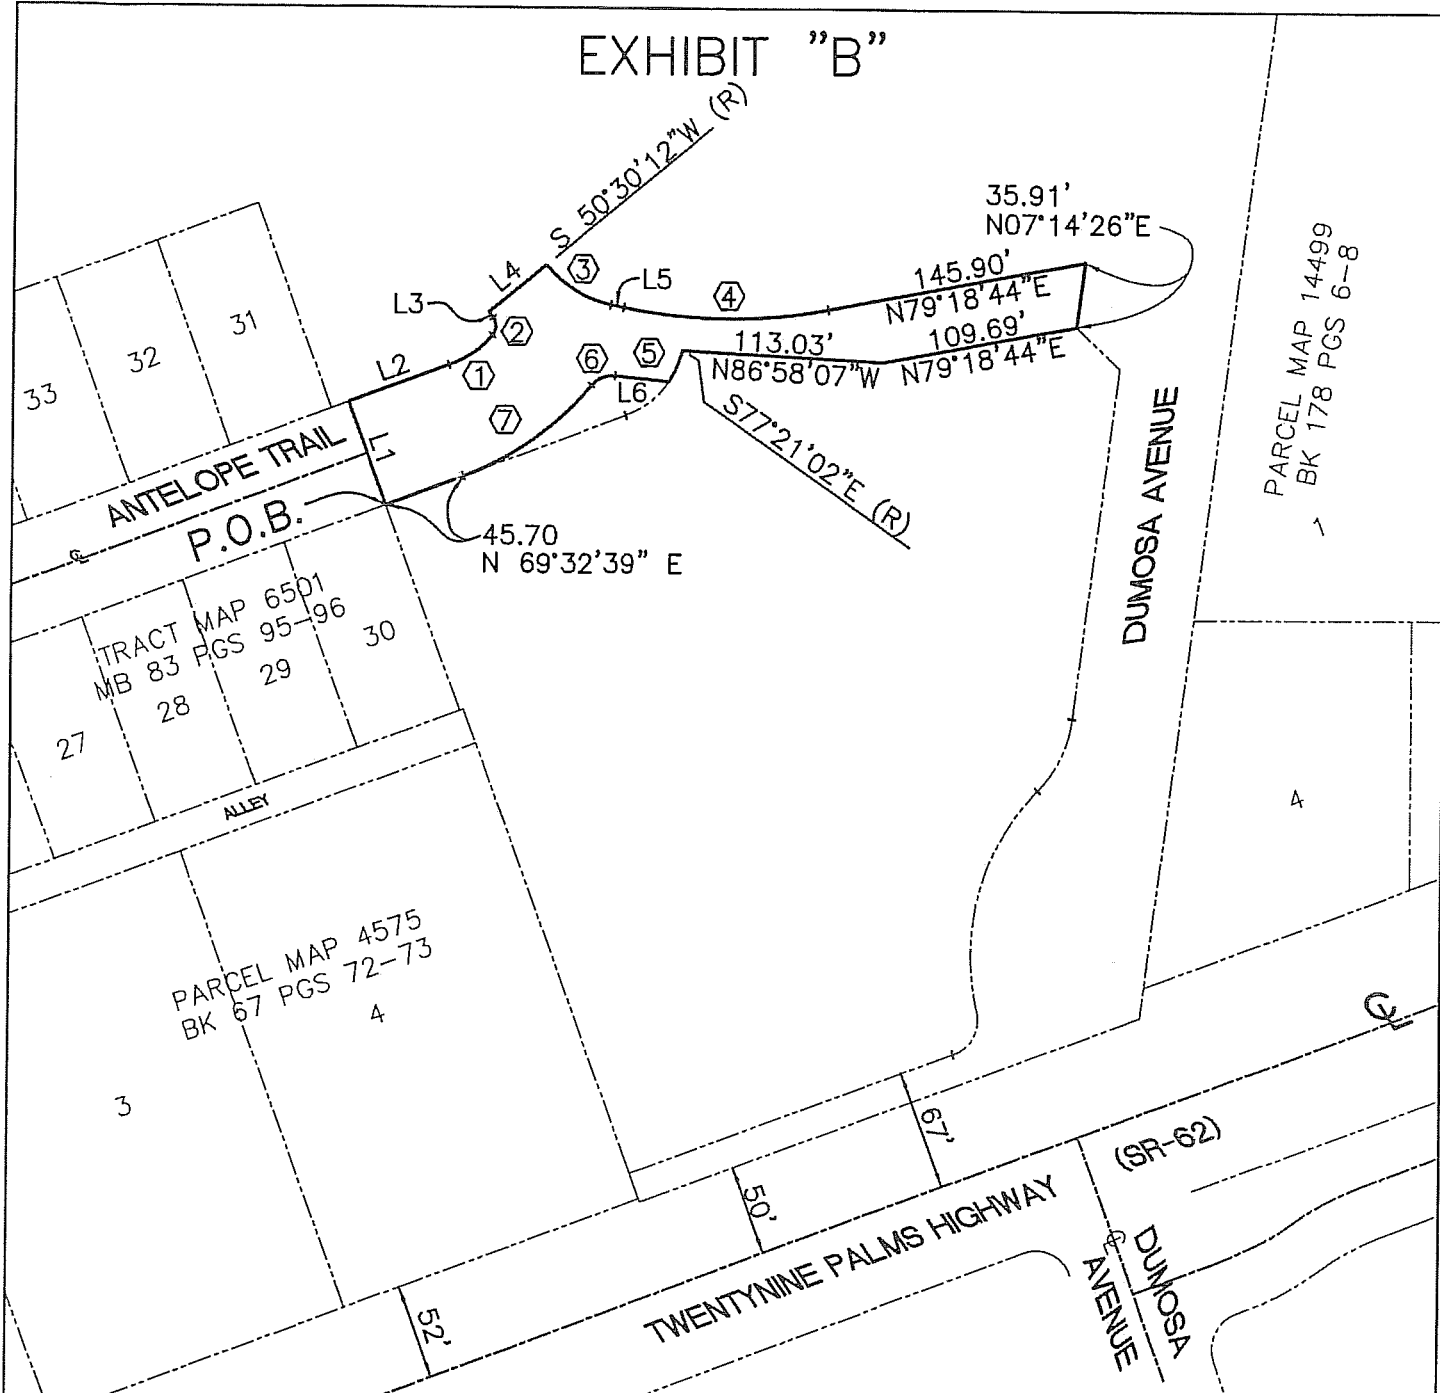 EXHIBIT "B"
S 50°30'12"W (R)
35.91'
N07°14'26"E
L4
3
L5
4
145.90'
N79°18'44"E
L3
2
113.03'
N86°58'07"W
109.69'
N79°18'44"E
L2
1
6
5
L6
7
S77°21'02"E (R)
31
32
33
L1
ANTELOPE TRAIL
P.O.B.
45.70
N 69°32'39" E
TRACT MAP 6501
MB 83 PGS 95-96
30
29
28
27
ALLEY
PARCEL MAP 4575
BK 67 PGS 72-73
4
3
DUMOSA AVENUE
PARCEL MAP 14499
BK 178 PGS 6-8
4
67'
50'
52'
TWENTYNINE PALMS HIGHWAY
(SR-62)
DUMOSA
AVENUE